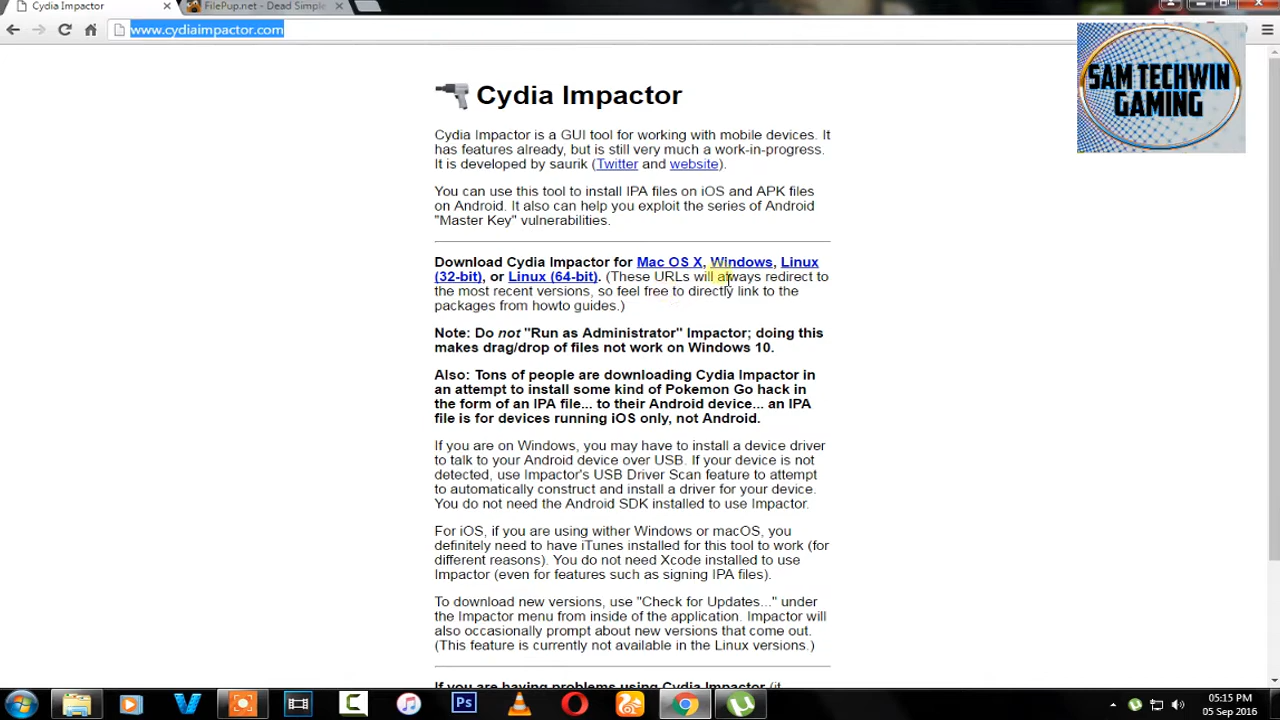 Cydia Impactor
FilePup.net - Dead Simple
www.cydiaimpactor.com
SAM TECHWIN
GAMING
Cydia Impactor
Cydia Impactor is a GUI tool for working with mobile devices. It
has features already, but is still very much a work-in-progress.
It is developed by saurik (Twitter and website).
You can use this tool to install IPA files on iOS and APK files
on Android. It also can help you exploit the series of Android
"Master Key" vulnerabilities.
Download Cydia Impactor for Mac OS X, Windows, Linux
(32-bit), or Linux (64-bit). (These URLs will always redirect to
the most recent versions, so feel free to directly link to the
packages from howto guides.)
Note: Do not "Run as Administrator" Impactor; doing this
makes drag/drop of files not work on Windows 10.
Also: Tons of people are downloading Cydia Impactor in
an attempt to install some kind of Pokemon Go hack in
the form of an IPA file... to their Android device... an IPA
file is for devices running iOS only, not Android.
If you are on Windows, you may have to install a device driver
to talk to your Android device over USB. If your device is not
detected, use Impactor's USB Driver Scan feature to attempt
to automatically construct and install a driver for your device.
You do not need the Android SDK installed to use Impactor.
For iOS, if you are using wither Windows or macOS, you
definitely need to have iTunes installed for this tool to work (for
different reasons). You do not need Xcode installed to use
Impactor (even for features such as signing IPA files).
To download new versions, use "Check for Updates..." under
the Impactor menu from inside of the application. Impactor will
also occasionally prompt about new versions that come out.
(This feature is currently not available in the Linux versions.)
If you are having problems using Cydia Impactor (it
Ps
05:15 PM
05 Sep 2016